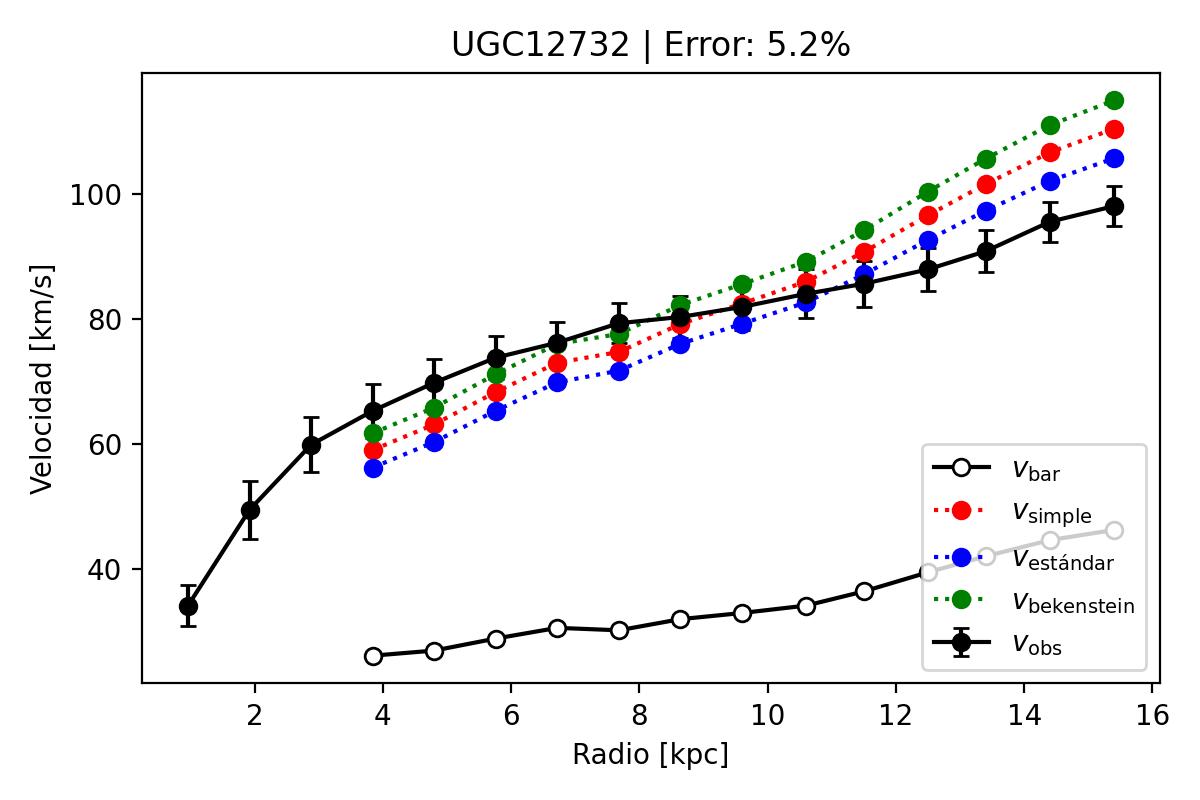 UGC12732 | Error: 5.2%
Velocidad [km/s]
100
80
60
40
v_bar
v_simple
v_estándar
v_bekenstein
v_obs
2 4 6 8 10 12 14 16
Radio [kpc]